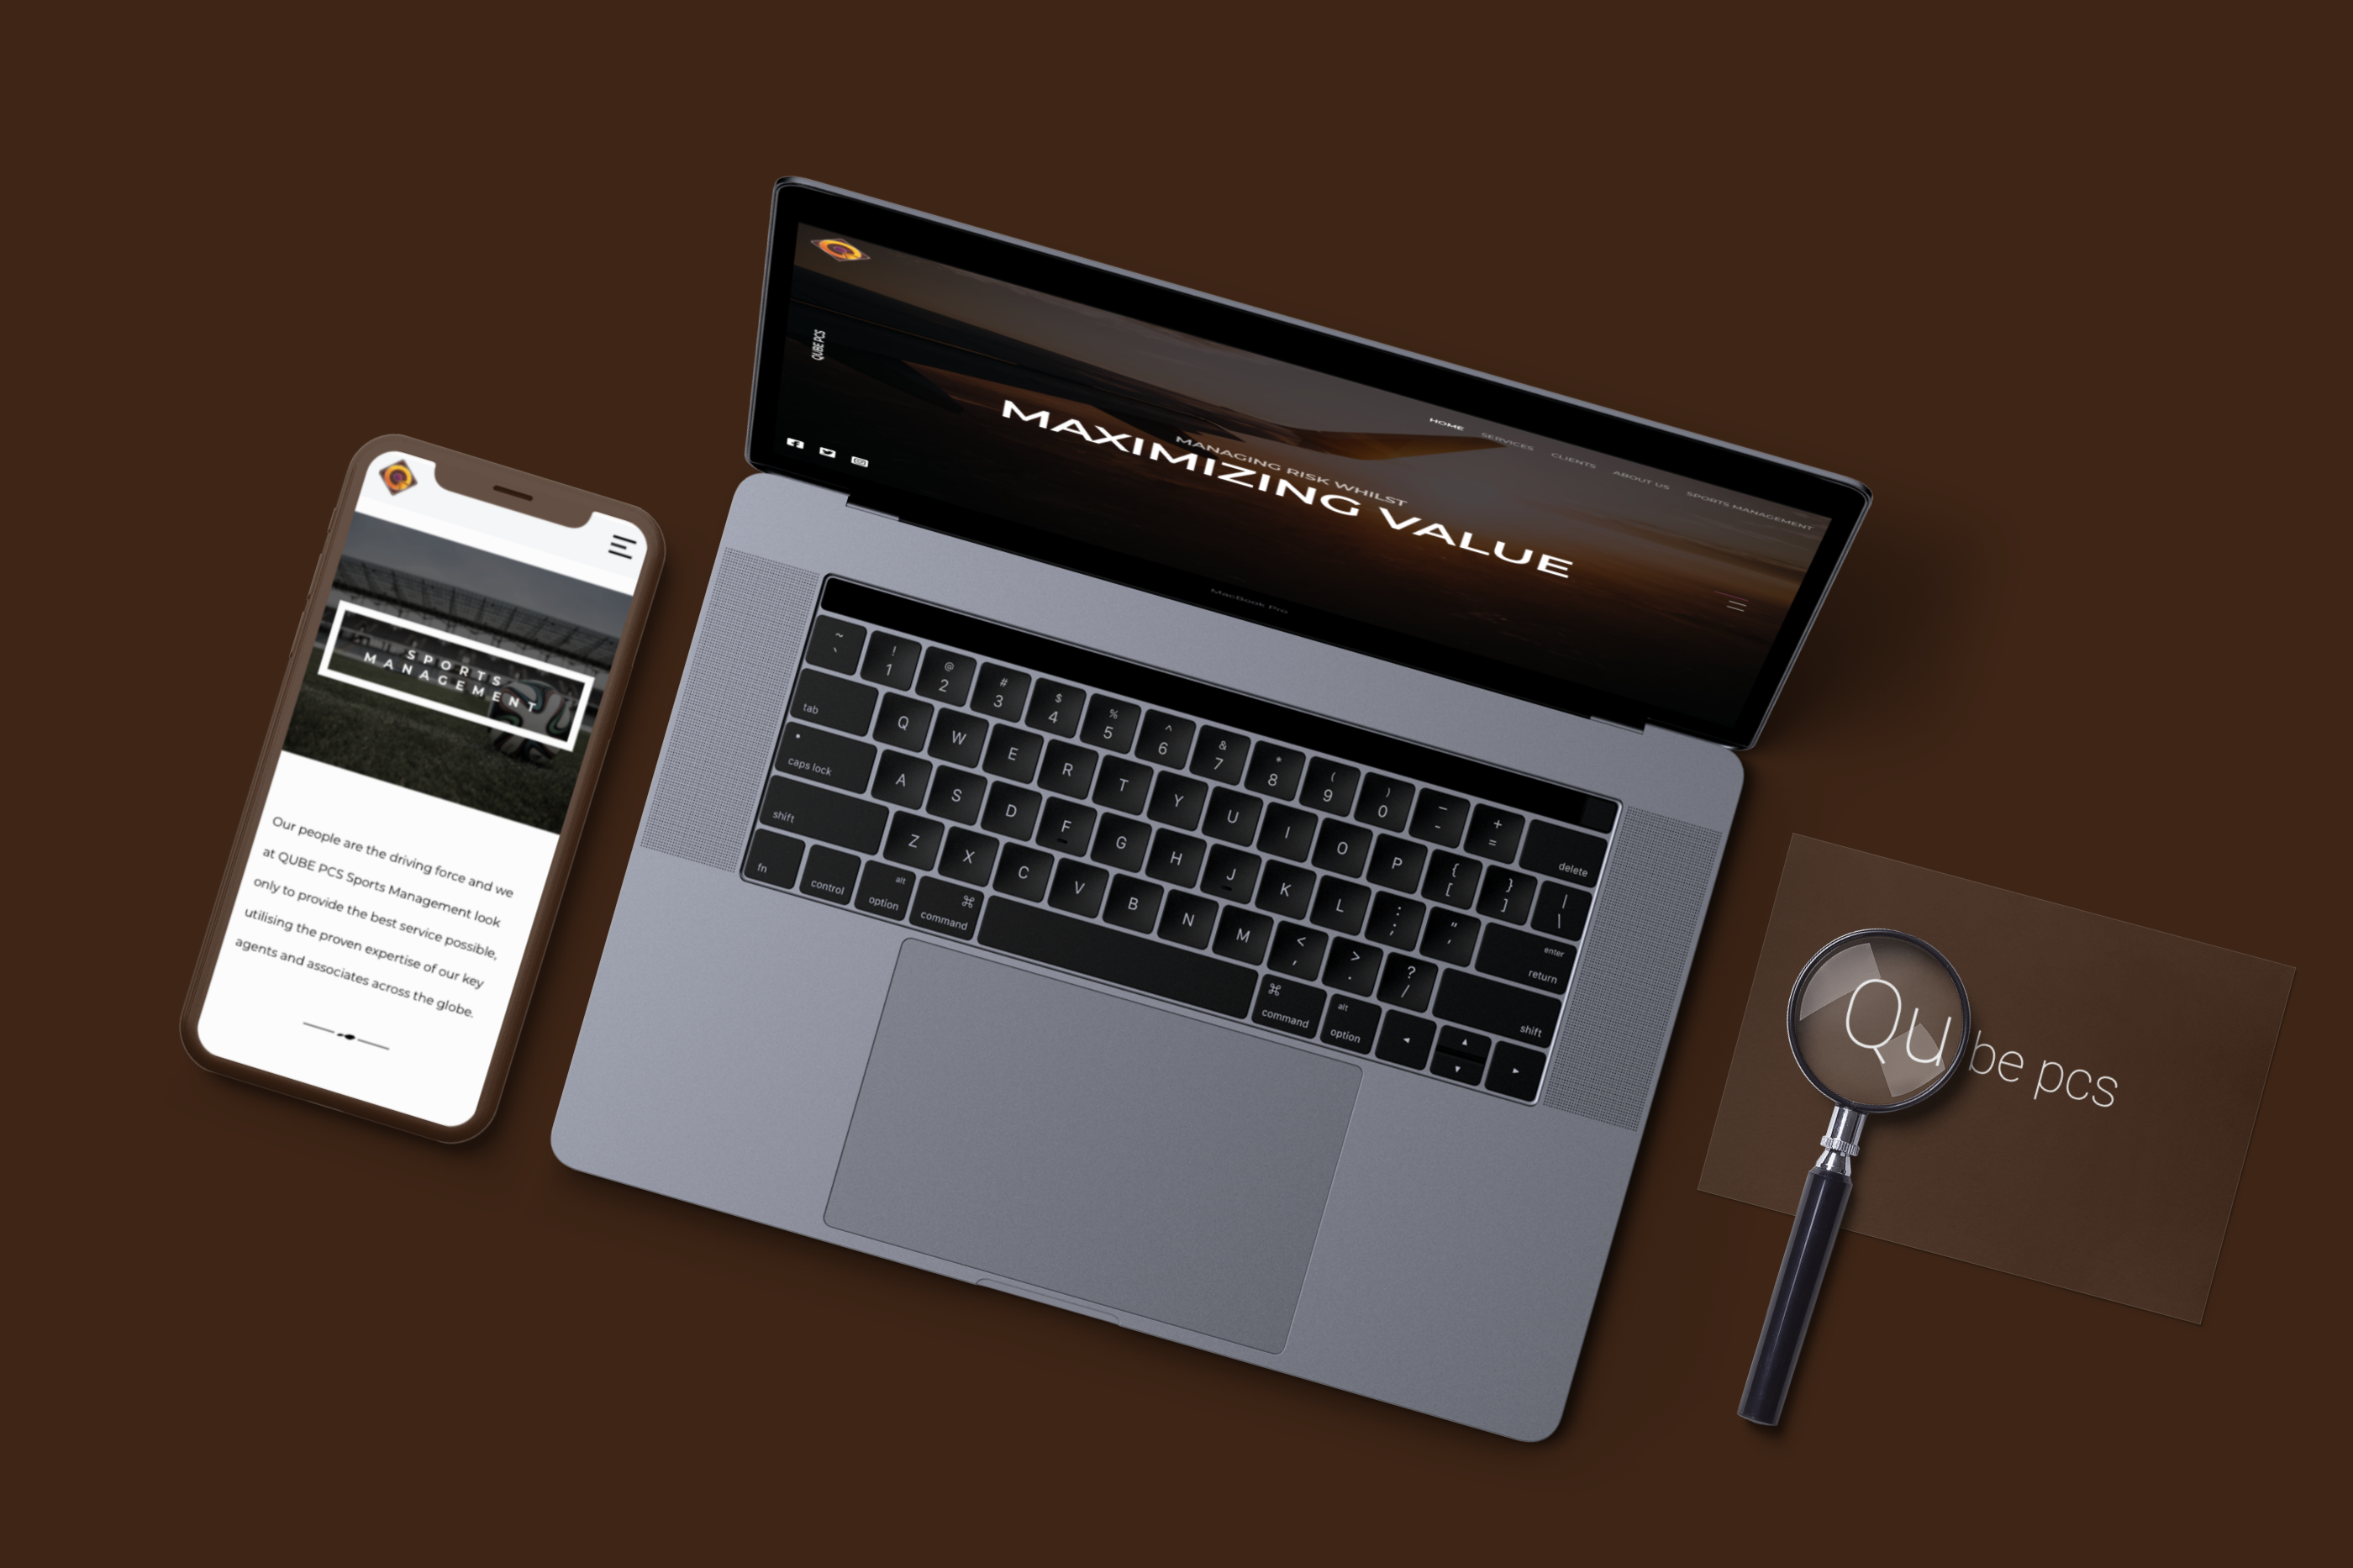 QUBE PCS
HOME SERVICES CLIENTS ABOUT US SPORTS MANAGEMENT
MANAGING RISK WHILST
MAXIMIZING VALUE
MacBook Pro
SPORTS
MANAGEMENT
Our people are the driving force and we
at QUBE PCS Sports Management look
only to provide the best service possible,
utilising the proven expertise of our key
agents and associates across the globe.
~ ! @ # $ % ^ & * ( ) — +
` 1 2 3 4 5 6 7 8 9 0 - = delete
tab Q W E R T Y U I O P { [ } ] | \
caps lock A S D F G H J K L : ; " ' enter return
shift Z X C V B N M < , > . ? / shift
fn control alt option ⌘ command ⌘ command alt option
Qube pcs